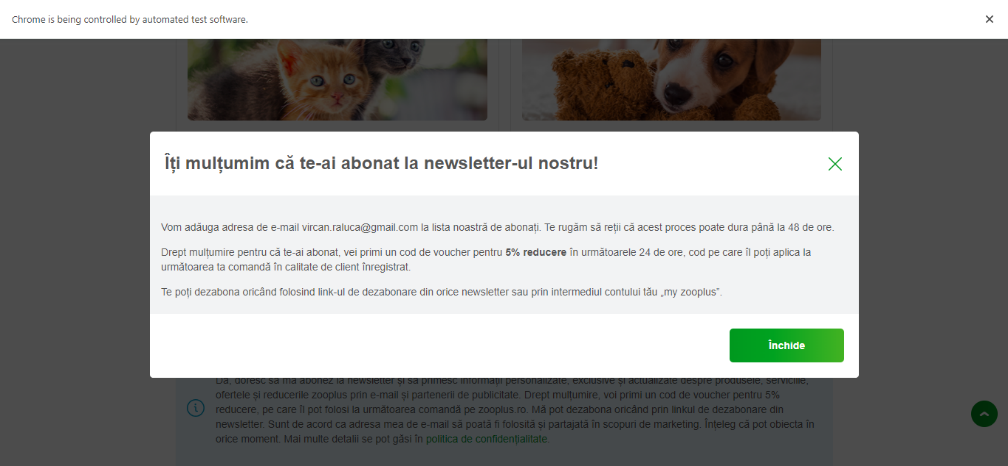 Chrome is being controlled by automated test software.
Îți mulțumim că te-ai abonat la newsletter-ul nostru!
Vom adăuga adresa de e-mail vircan.raluca@gmail.com la lista noastră de abonați. Te rugăm să reții că acest proces poate dura până la 48 de ore.
Drept mulțumire pentru că te-ai abonat, vei primi un cod de voucher pentru 5% reducere în următoarele 24 de ore, cod pe care îl poți aplica la
următoarea ta comandă în calitate de client înregistrat.
Te poți dezabona oricând folosind link-ul de dezabonare din orice newsletter sau prin intermediul contului tău „my zooplus”.
Închide
Da, doresc să mă abonez la newsletter și să primesc informații personalizate, exclusive și actualizate despre produsele, serviciile,
ofertele și reducerile zooplus prin e-mail și partenerii de publicitate. Drept mulțumire, voi primi un cod de voucher pentru 5%
reducere, pe care îl pot folosi la următoarea comandă pe zooplus.ro. Mă pot dezabona oricând prin linkul de dezabonare din
newsletter. Sunt de acord ca adresa mea de e-mail să poată fi folosită și partajată în scopuri de marketing. Înțeleg că pot obiecta în
orice moment. Mai multe detalii se pot găsi în politica de confidențialitate.